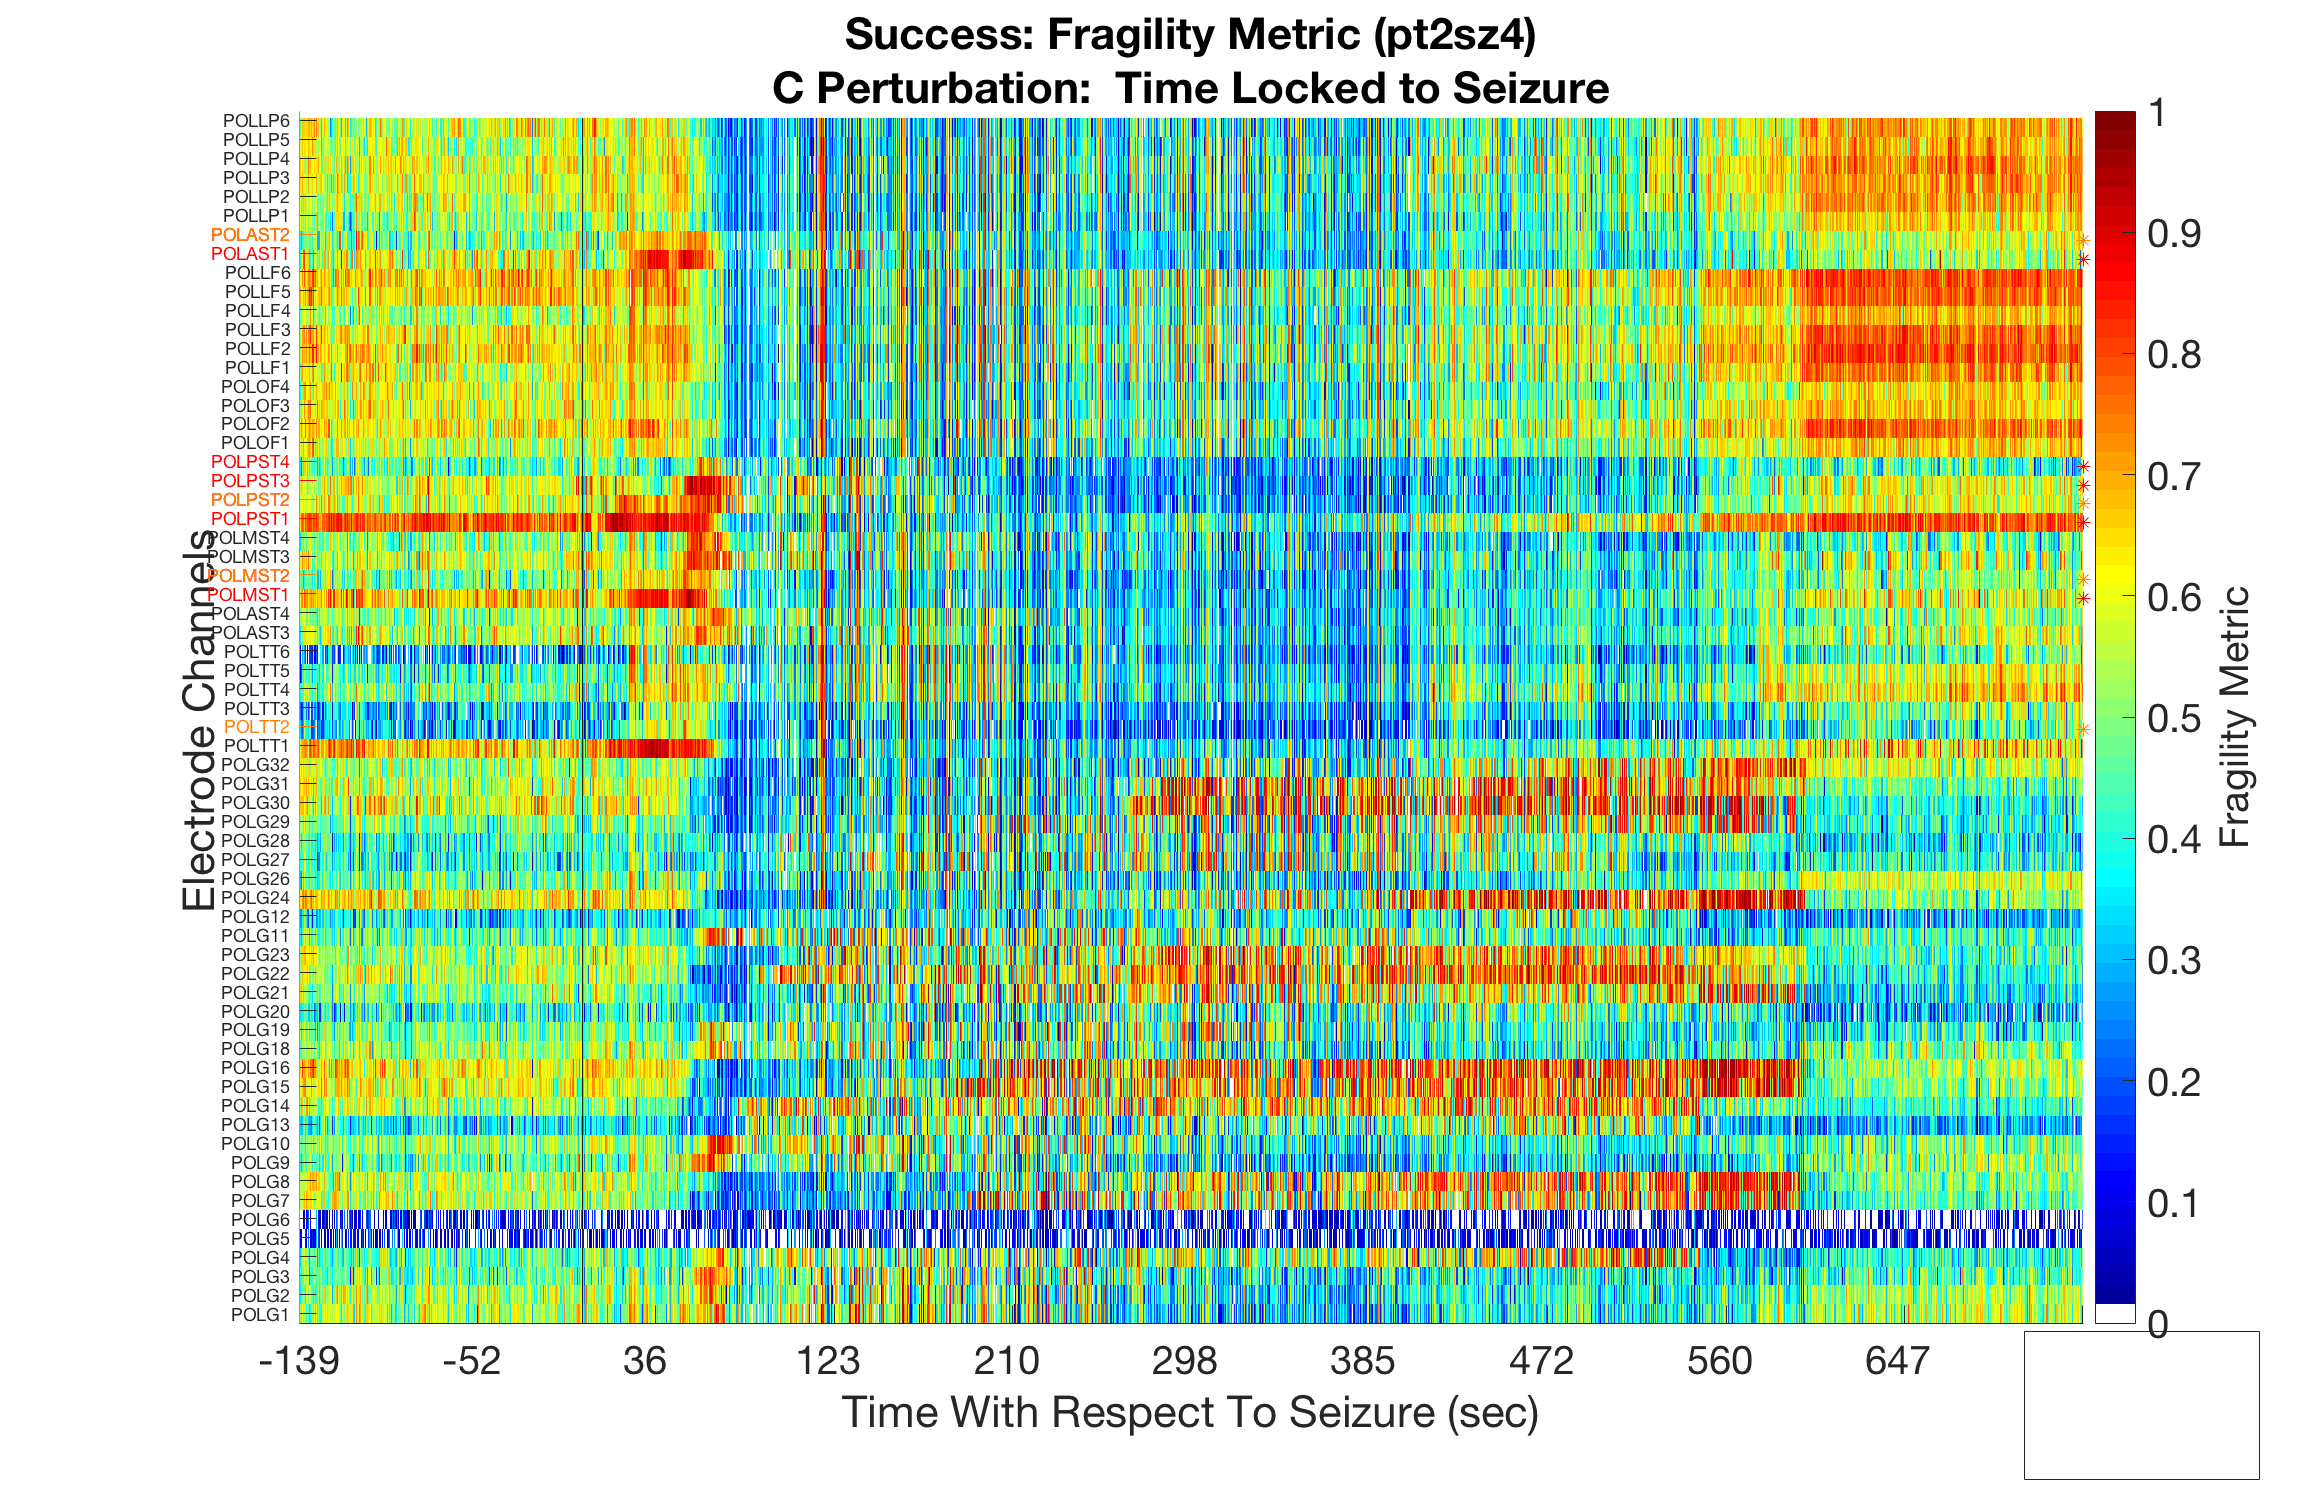 Success: Fragility Metric (pt2sz4)
C Perturbation:  Time Locked to Seizure
Electrode Channels
POLLP6
POLLP5
POLLP4
POLLP3
POLLP2
POLLP1
POLAST2
POLAST1
POLLF6
POLLF5
POLLF4
POLLF3
POLLF2
POLLF1
POLOF4
POLOF3
POLOF2
POLOF1
POLPST4
POLPST3
POLPST2
POLPST1
POLMST4
POLMST3
POLMST2
POLMST1
POLAST4
POLAST3
POLTT6
POLTT5
POLTT4
POLTT3
POLTT2
POLTT1
POLG32
POLG31
POLG30
POLG29
POLG28
POLG27
POLG26
POLG24
POLG12
POLG11
POLG23
POLG22
POLG21
POLG20
POLG19
POLG18
POLG16
POLG15
POLG14
POLG13
POLG10
POLG9
POLG8
POLG7
POLG6
POLG5
POLG4
POLG3
POLG2
POLG1
-139 -52 36 123 210 298 385 472 560 647
Time With Respect To Seizure (sec)
1
0.9
0.8
0.7
0.6
0.5
0.4
0.3
0.2
0.1
0
Fragility Metric